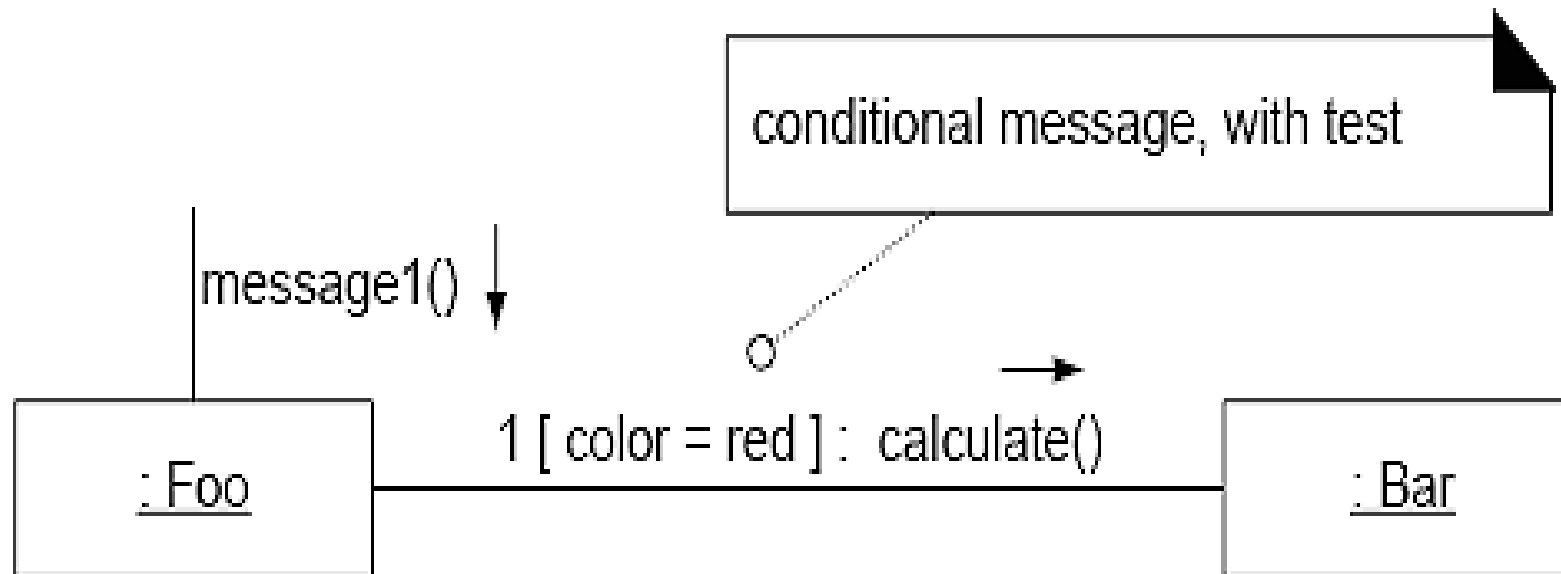 conditional message, with test
message1()
1 [ color = red ] : calculate()
: Foo
: Bar